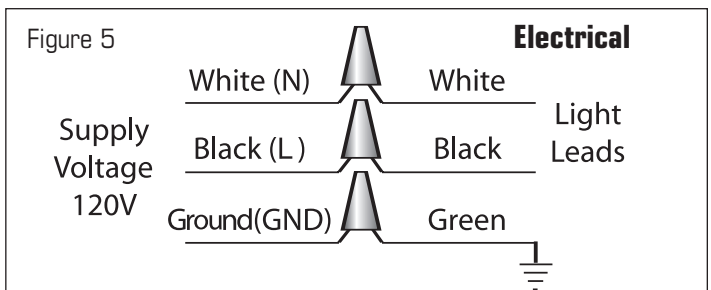 Figure 5
Electrical
White (N)
White
Supply
Voltage
120V
Black (L)
Black
Light
Leads
Ground(GND)
Green